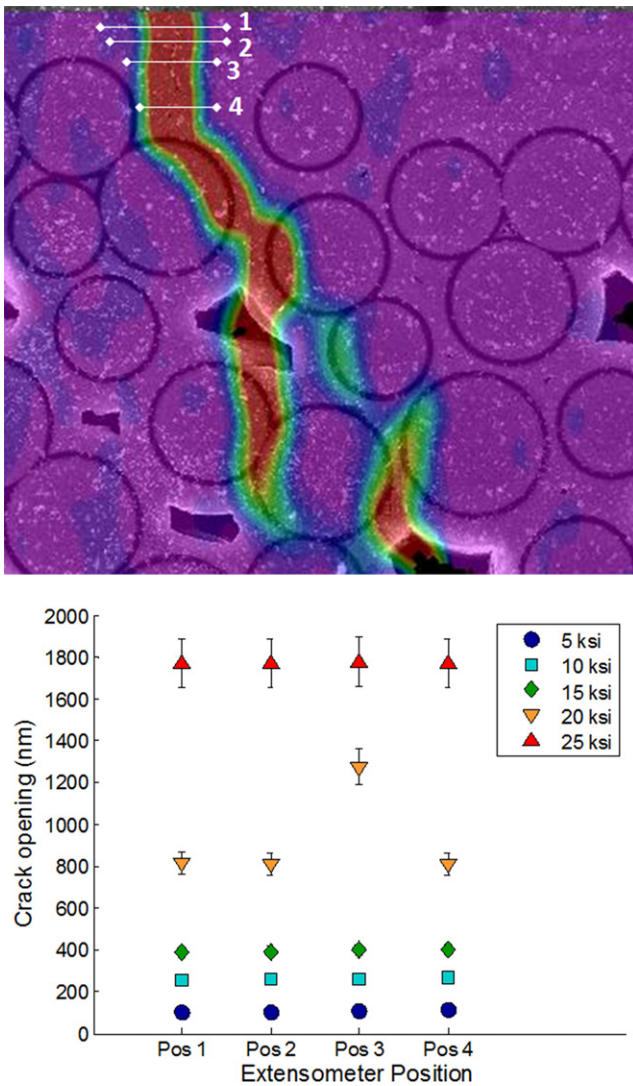 1
2
3
4
2000
1800
1600
1400
1200
1000
800
600
400
200
0
Crack opening (nm)
5 ksi
10 ksi
15 ksi
20 ksi
25 ksi
Pos 1 Pos 2 Pos 3 Pos 4
Extensometer Position